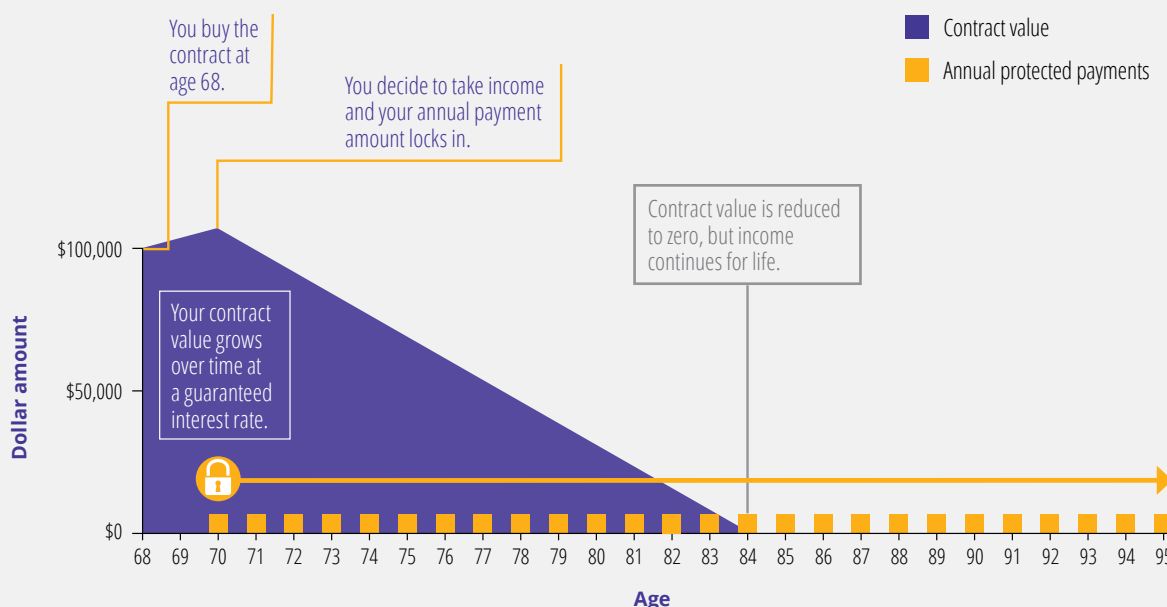 You buy the
contract at
age 68.
You decide to take income
and your annual payment
amount locks in.
Contract value
Annual protected payments
Contract value is reduced
to zero, but income
continues for life.
Your contract
value grows
over time at
a guaranteed
interest rate.
Dollar amount
$100,000
$50,000
$0
68 69 70 71 72 73 74 75 76 77 78 79 80 81 82 83 84 85 86 87 88 89 90 91 92 93 94 95
Age